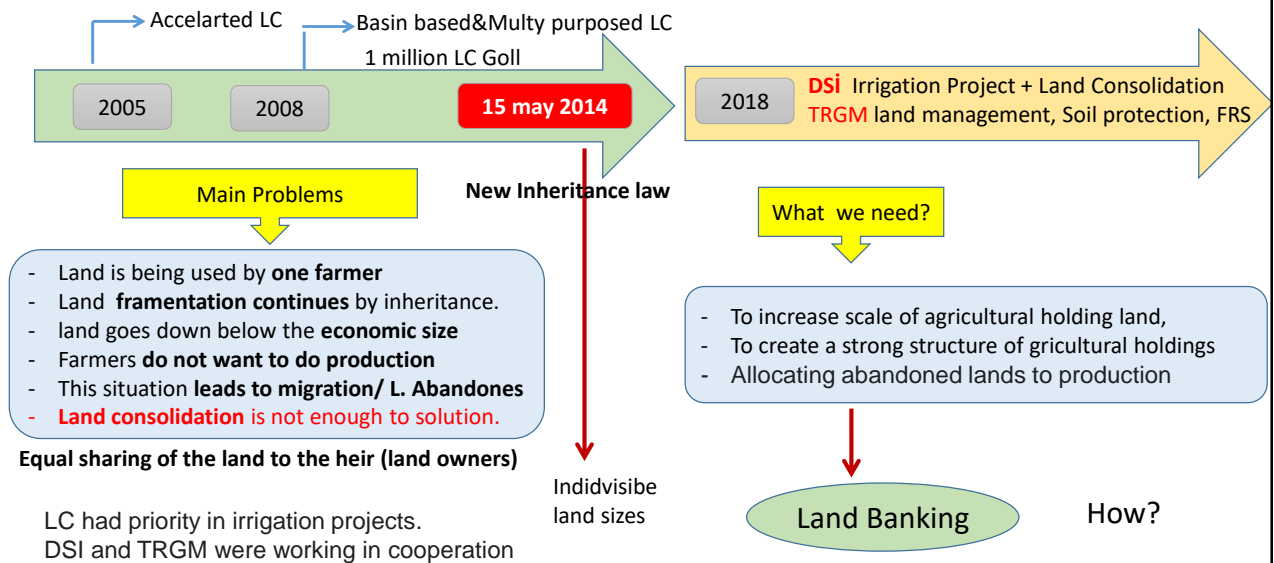 Accelarted LC
Basin based&Multy purposed LC
1 million LC Goll
2005
2008
15 may 2014
2018
DSİ Irrigation Project + Land Consolidation
TRGM land management, Soil protection, FRS
Main Problems
New Inheritance law
What we need?
- Land is being used by one farmer
- Land framentation continues by inheritance.
- land goes down below the economic size
- Farmers do not want to do production
- This situation leads to migration/ L. Abandones
- Land consolidation is not enough to solution.
- To increase scale of agricultural holding land,
- To create a strong structure of gricultural holdings
- Allocating abandoned lands to production
Equal sharing of the land to the heir (land owners)
Indidvisibe
land sizes
Land Banking
How?
LC had priority in irrigation projects.
DSI and TRGM were working in cooperation